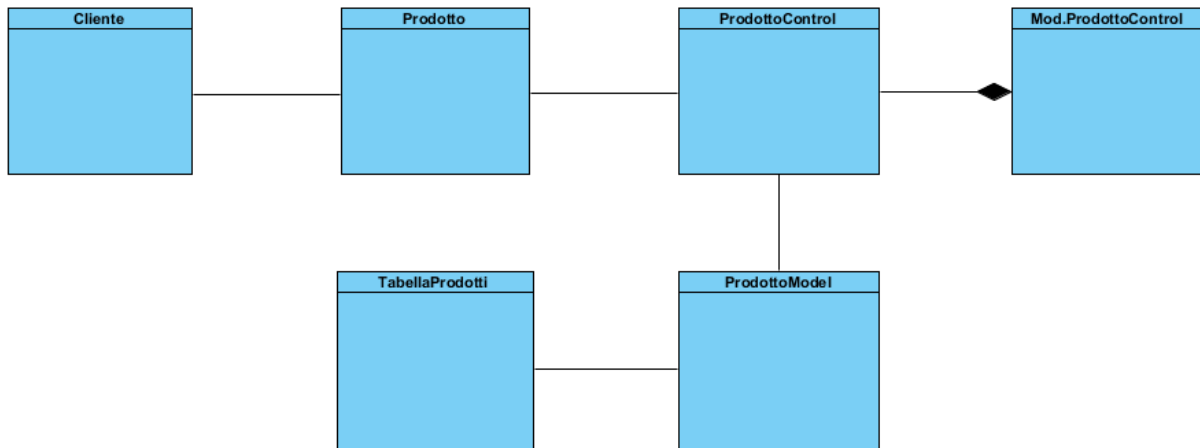 Cliente
Prodotto
ProdottoControl
Mod.ProdottoControl
TabellaProdotti
ProdottoModel